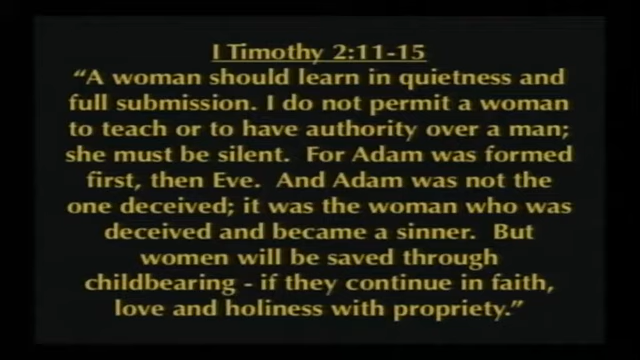 I Timothy 2:11-15
“A woman should learn in quietness and
full submission. I do not permit a woman
to teach or to have authority over a man;
she must be silent. For Adam was formed
first, then Eve. And Adam was not the
one deceived; it was the woman who was
deceived and became a sinner. But
women will be saved through
childbearing - if they continue in faith,
love and holiness with propriety.”